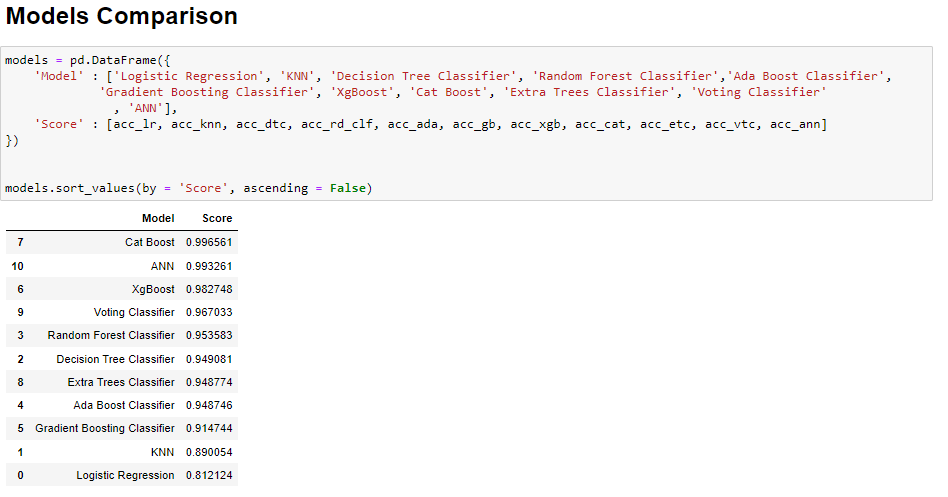 Models Comparison
models = pd.DataFrame({
    'Model' : ['Logistic Regression', 'KNN', 'Decision Tree Classifier', 'Random Forest Classifier','Ada Boost Classifier',
             'Gradient Boosting Classifier', 'XgBoost', 'Cat Boost', 'Extra Trees Classifier', 'Voting Classifier'
               , 'ANN'],
    'Score' : [acc_lr, acc_knn, acc_dtc, acc_rd_clf, acc_ada, acc_gb, acc_xgb, acc_cat, acc_etc, acc_vtc, acc_ann]
})
models.sort_values(by = 'Score', ascending = False)
Model Score
7 Cat Boost 0.996561
10 ANN 0.993261
6 XgBoost 0.982748
9 Voting Classifier 0.967033
3 Random Forest Classifier 0.953583
2 Decision Tree Classifier 0.949081
8 Extra Trees Classifier 0.948774
4 Ada Boost Classifier 0.948746
5 Gradient Boosting Classifier 0.914744
1 KNN 0.890054
0 Logistic Regression 0.812124